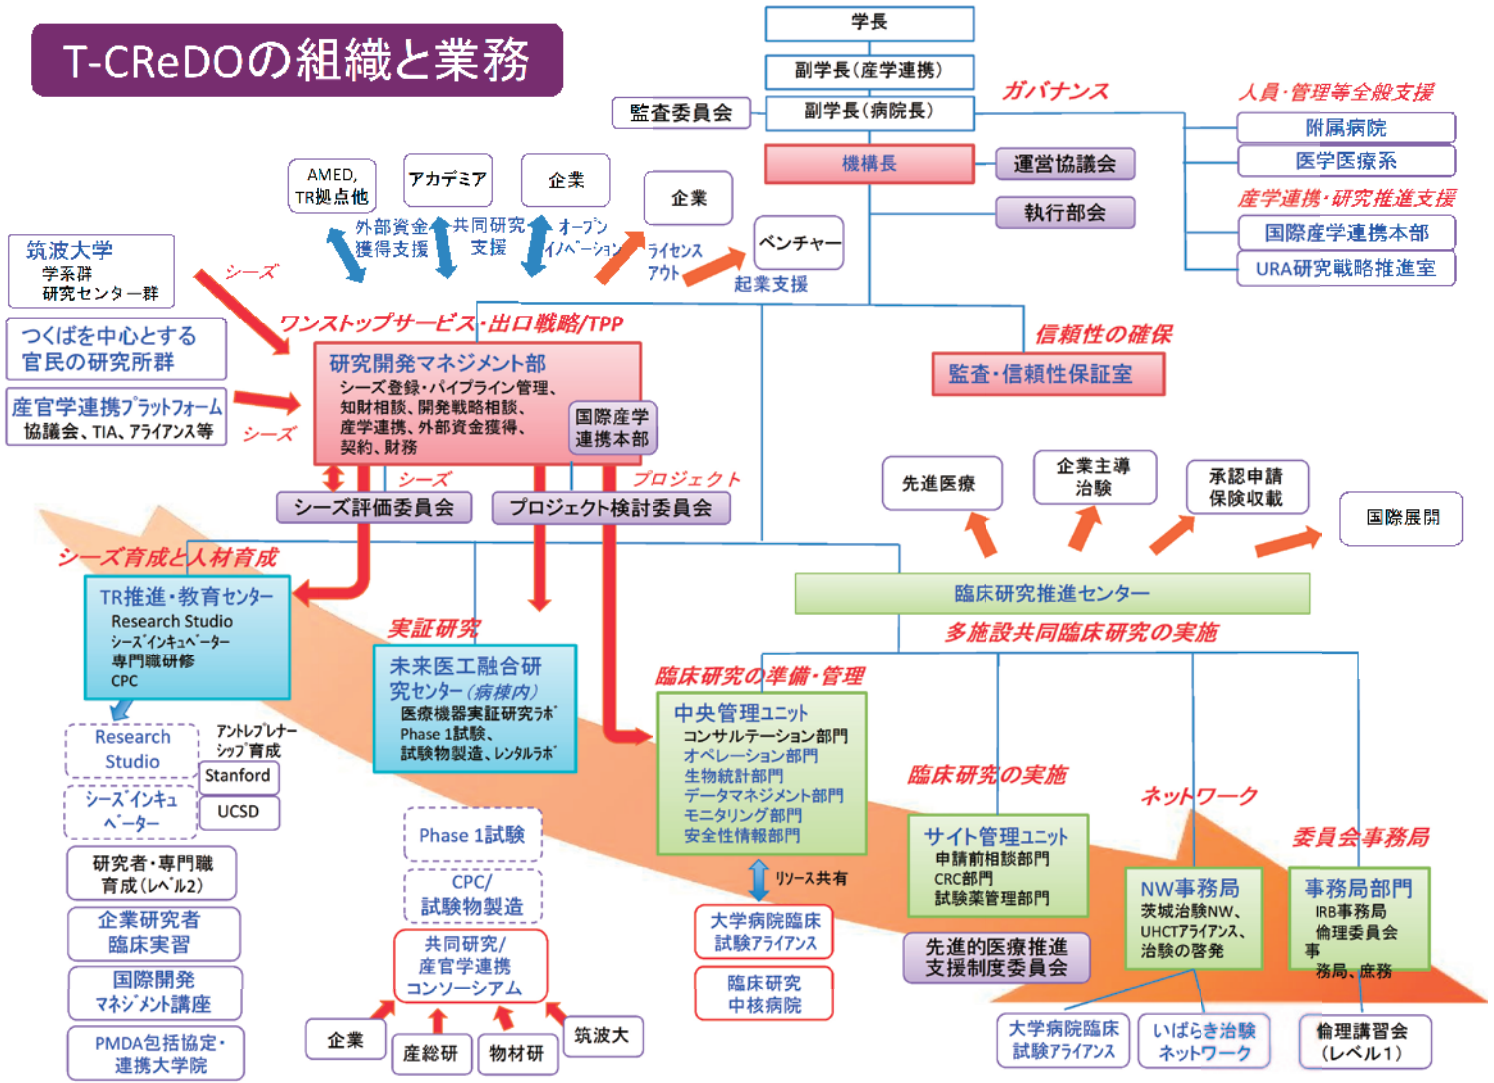 T-CReDOの組織と業務
学長
副学長(産学連携)
副学長(病院長)
監査委員会
ガバナンス
人員・管理等全般支援
附属病院
医学医療系
産学連携・研究推進支援
国際産学連携本部
URA研究戦略推進室
機構長
運営協議会
執行部会
AMED,
TR拠点他
アカデミア
企業
企業
ベンチャー
外部資金
獲得支援
共同研究
支援
オープン
イノベーション
ライセンス
アウト
起業支援
筑波大学
学系群
研究センター群
シーズ
つくばを中心とする
官民の研究所群
産官学連携プラットフォーム
協議会、TIA、アライアンス等
シーズ
ワンストップサービス・出口戦略/TPP
研究開発マネジメント部
シーズ登録・パイプライン管理、
知財相談、開発戦略相談、
産学連携、外部資金獲得、
契約、財務
国際産学
連携本部
信頼性の確保
監査・信頼性保証室
シーズ
シーズ評価委員会
プロジェクト
プロジェクト検討委員会
先進医療
企業主導
治験
承認申請
保険収載
国際展開
臨床研究推進センター
多施設共同臨床研究の実施
シーズ育成と人材育成
TR推進・教育センター
Research Studio
シーズインキュベーター
専門職研修
CPC
実証研究
未来医工融合研
究センター(病棟内)
医療機器実証研究ラボ
Phase 1試験、
試験物製造、レンタルラボ
臨床研究の準備・管理
中央管理ユニット
コンサルテーション部門
オペレーション部門
生物統計部門
データマネジメント部門
モニタリング部門
安全性情報部門
リソース共有
大学病院臨床
試験アライアンス
臨床研究
中核病院
臨床研究の実施
サイト管理ユニット
申請前相談部門
CRC部門
試験薬管理部門
先進的医療推進
支援制度委員会
ネットワーク
NW事務局
茨城治験NW、
UHCTアライアンス、
治験の啓発
委員会事務局
事務局部門
IRB事務局
倫理委員会
事
務局、庶務
大学病院臨床
試験アライアンス
いばらき治験
ネットワーク
倫理講習会
(レベル1)
Research
Studio
アントレプレナー
シップ育成
Stanford
UCSD
シーズインキュ
ベーター
研究者・専門職
育成(レベル2)
企業研究者
臨床実習
国際開発
マネジメント講座
PMDA包括協定・
連携大学院
Phase 1試験
CPC/
試験物製造
共同研究/
産官学連携
コンソーシアム
企業
産総研
物材研
筑波大